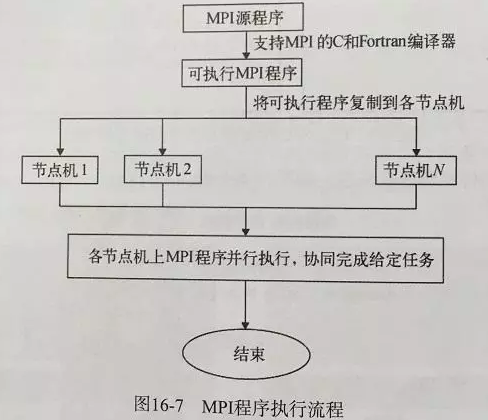 MPI源程序
支持MPI的C和Fortran编译器
可执行MPI程序
将可执行程序复制到各节点机
节点机1
节点机2
节点机N
各节点机上MPI程序并行执行，协同完成给定任务
结束
图16-7 MPI程序执行流程